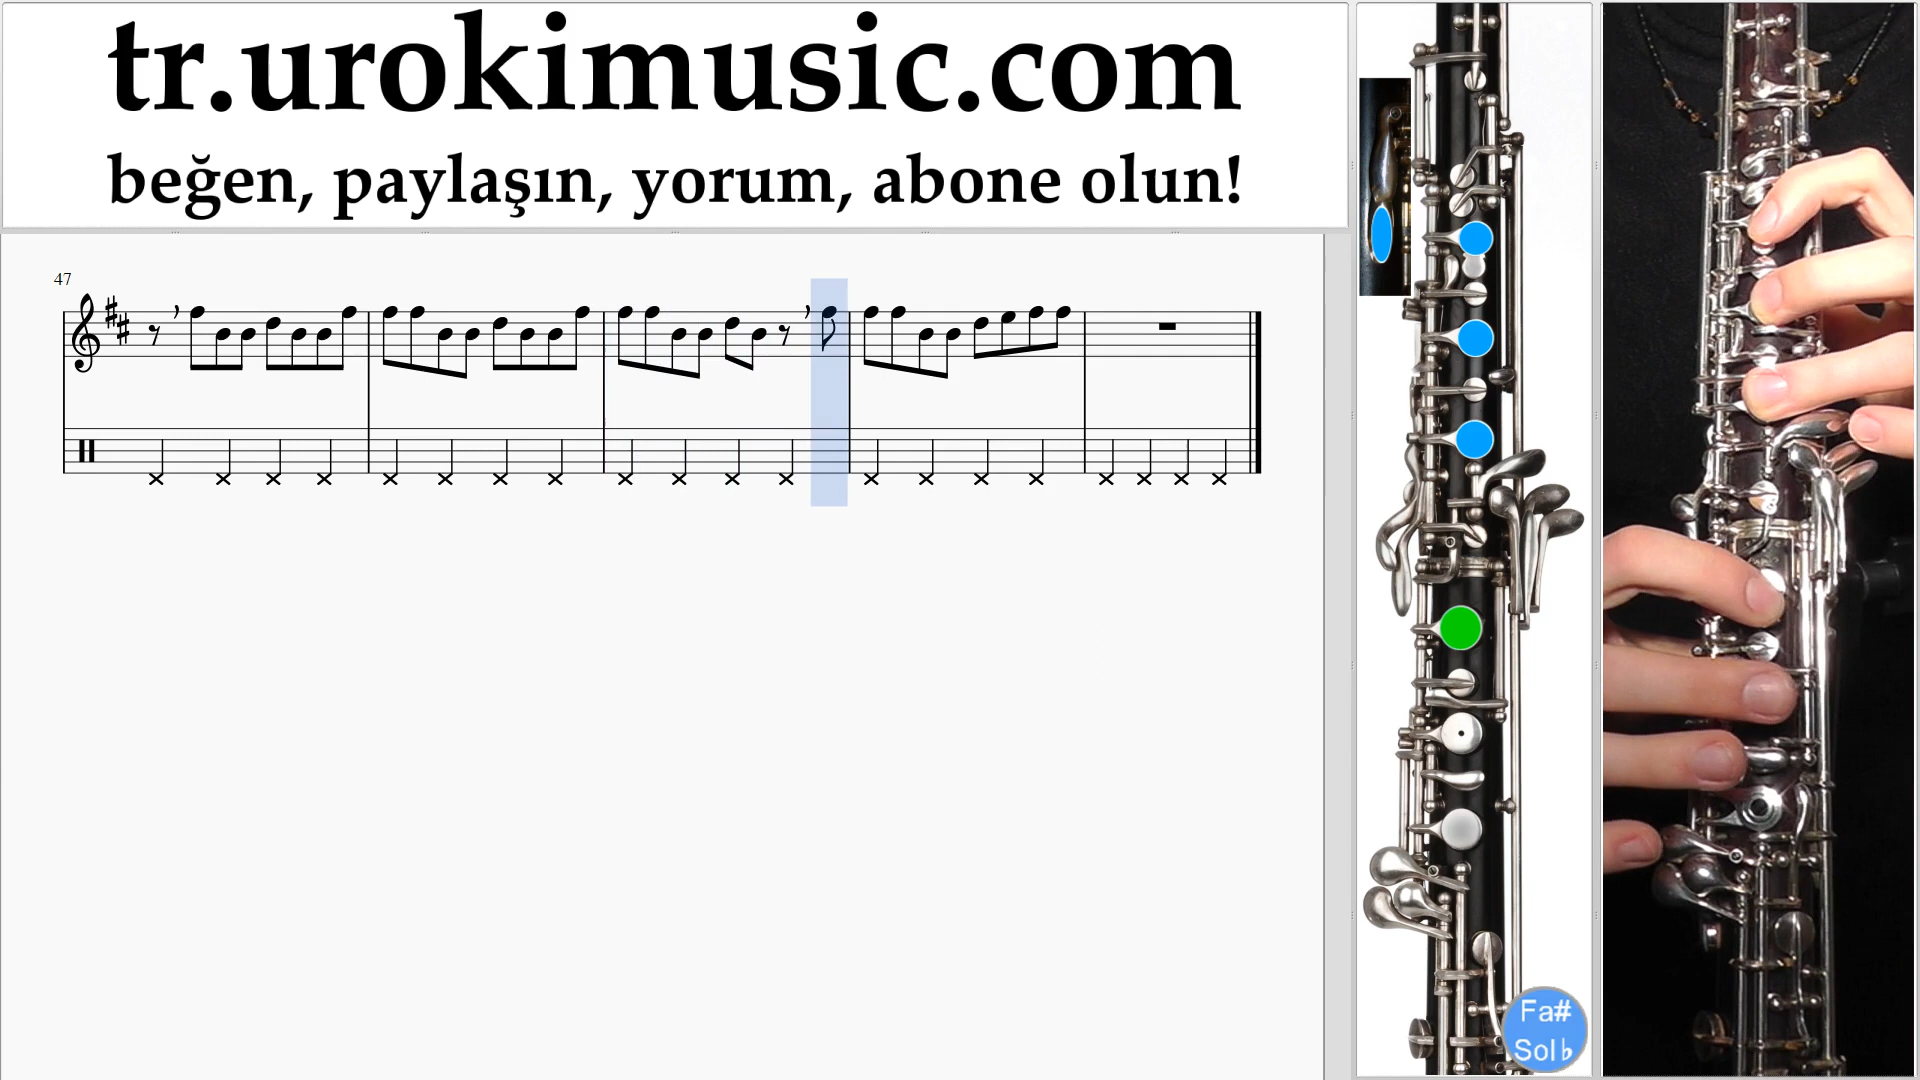 tr.urokimusic.com
beğen, paylaşın, yorum, abone olun!
47
Fa#
Sol♭